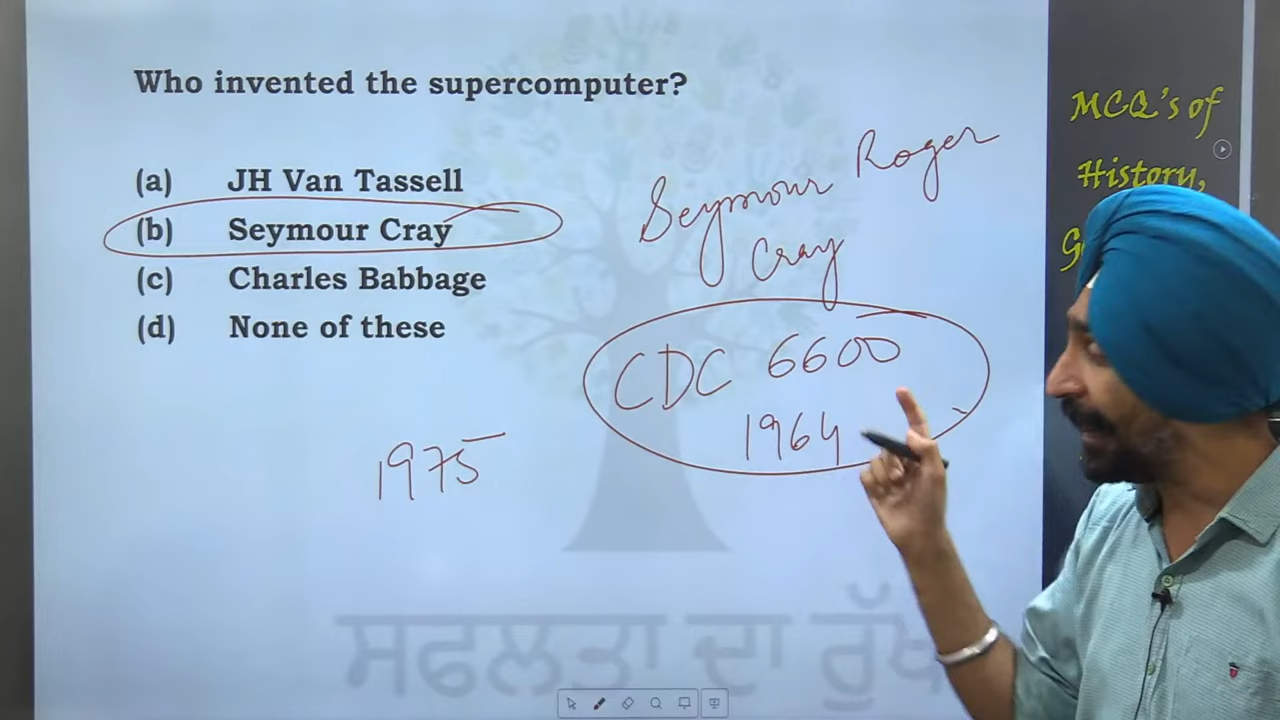 Who invented the supercomputer?
(a) JH Van Tassell
(b) Seymour Cray
(c) Charles Babbage
(d) None of these
Seymour Roger
Cray
CDC 6600
1964
1975
MCQ's of
History,
ਸਫਲਤਾ ਦਾ